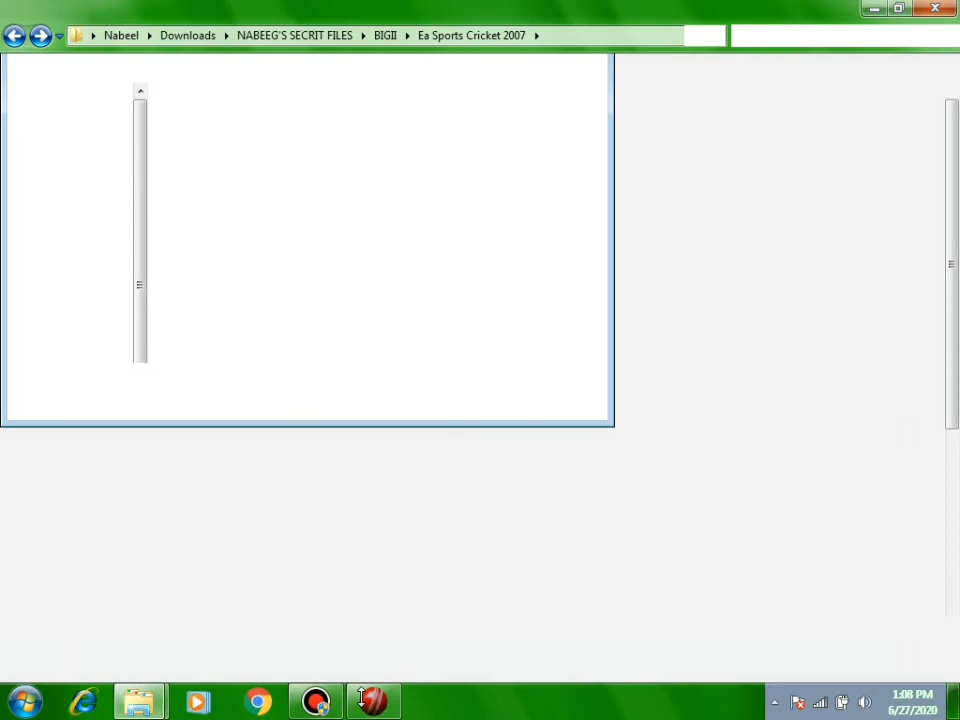 Nabeel Downloads NABEEG'S SECRIT FILES BIGII Ea Sports Cricket 2007
1:08 PM
6/27/2020